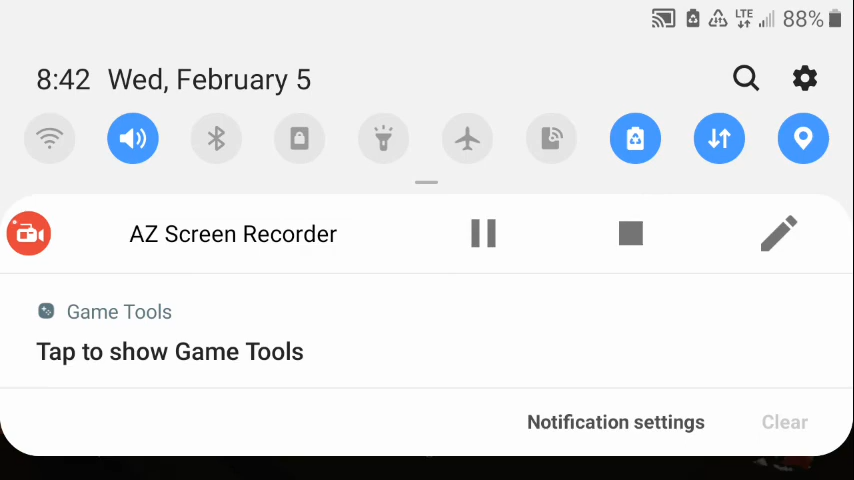 LTE 88%
8:42 Wed, February 5
AZ Screen Recorder
Game Tools
Tap to show Game Tools
Notification settings Clear